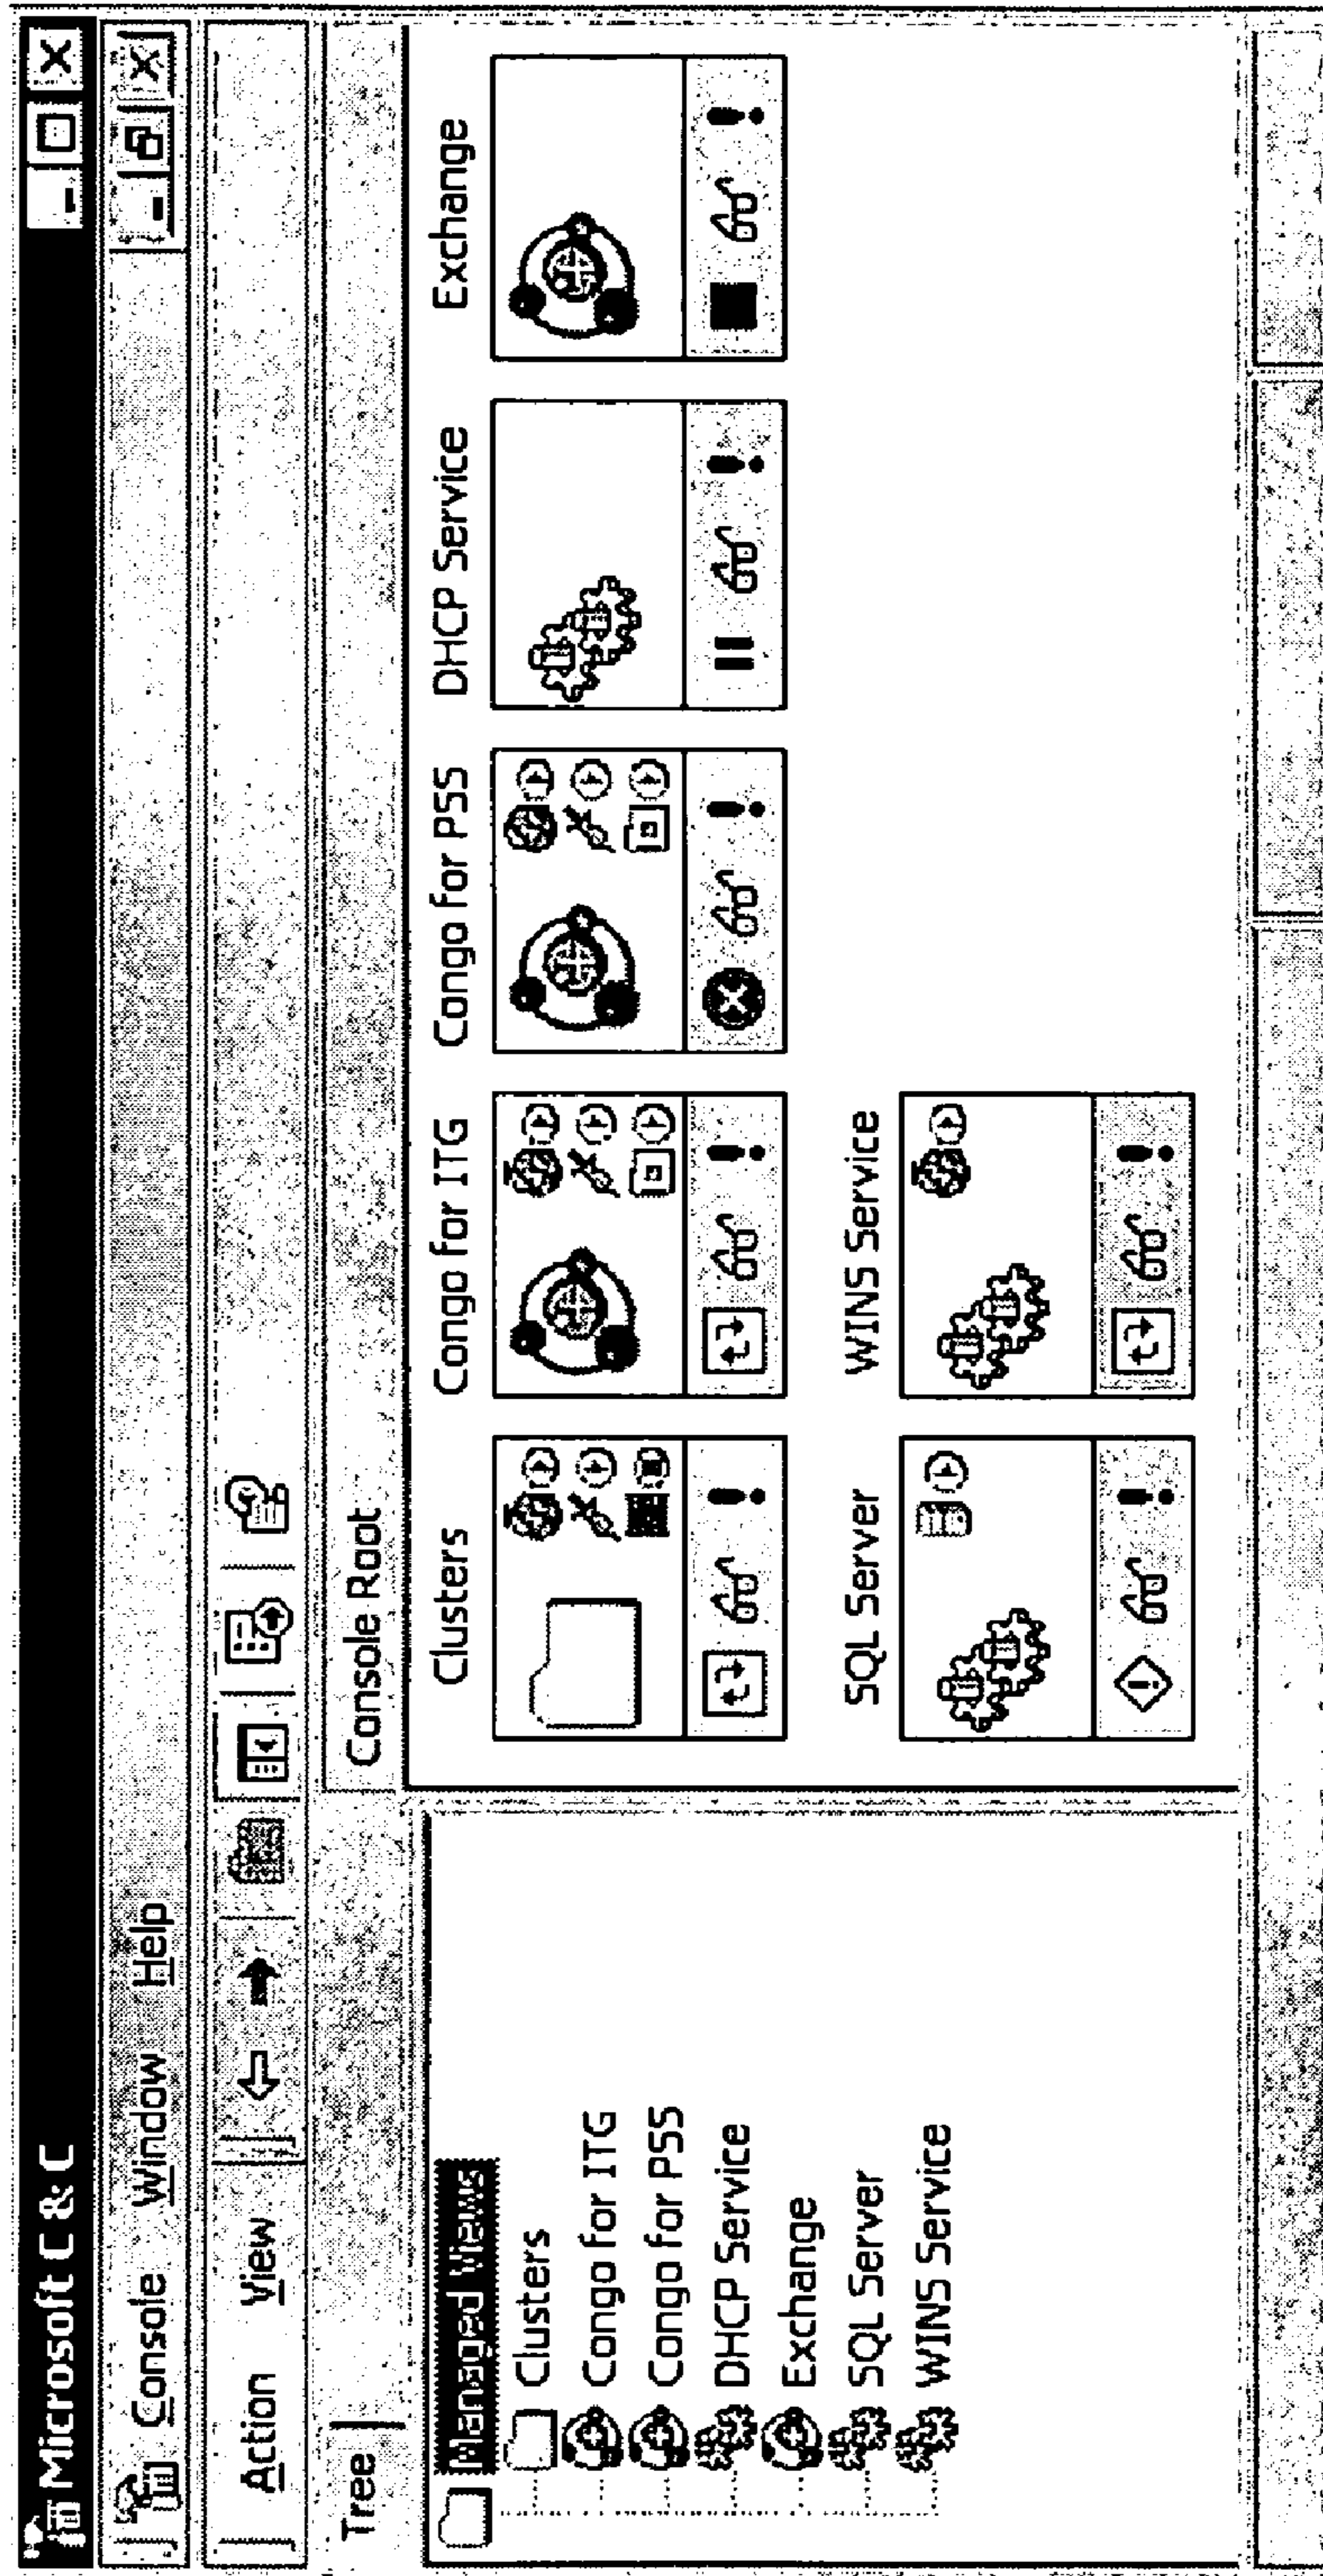 Microsoft C & C
Console Window Help
Action View
Tree
Console Root
Managed Views
Clusters
Congo for ITG
Congo for PSS
DHCP Service
Exchange
SQL Server
WINS Service
Clusters Congo for ITG Congo for PSS DHCP Service Exchange
SQL Server WINS Service